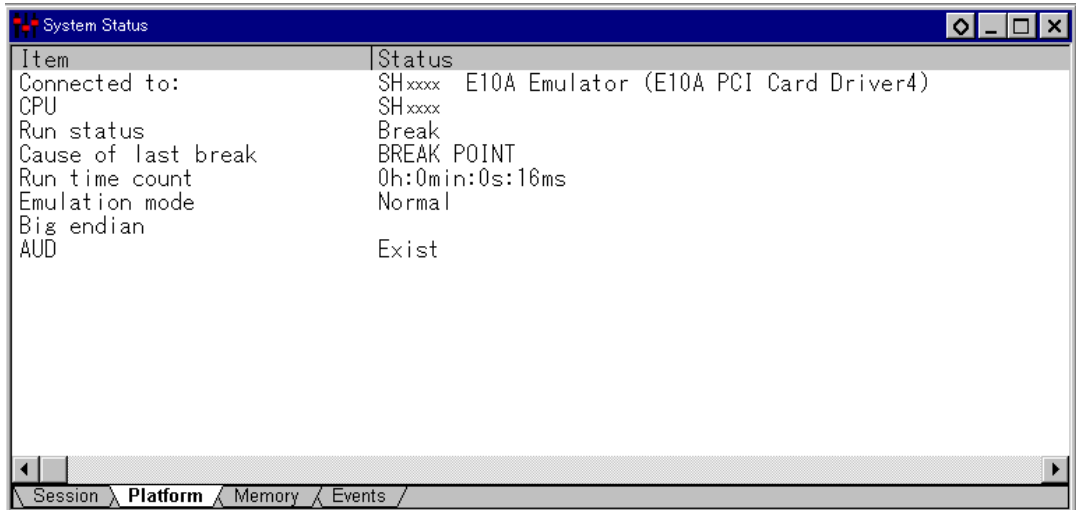 System Status
Item Status
Connected to: SHxxxx E10A Emulator (E10A PCI Card Driver4)
CPU SHxxxx
Run status Break
Cause of last break BREAK POINT
Run time count 0h:0min:0s:16ms
Emulation mode Normal
Big endian
AUD Exist
Session Platform Memory Events